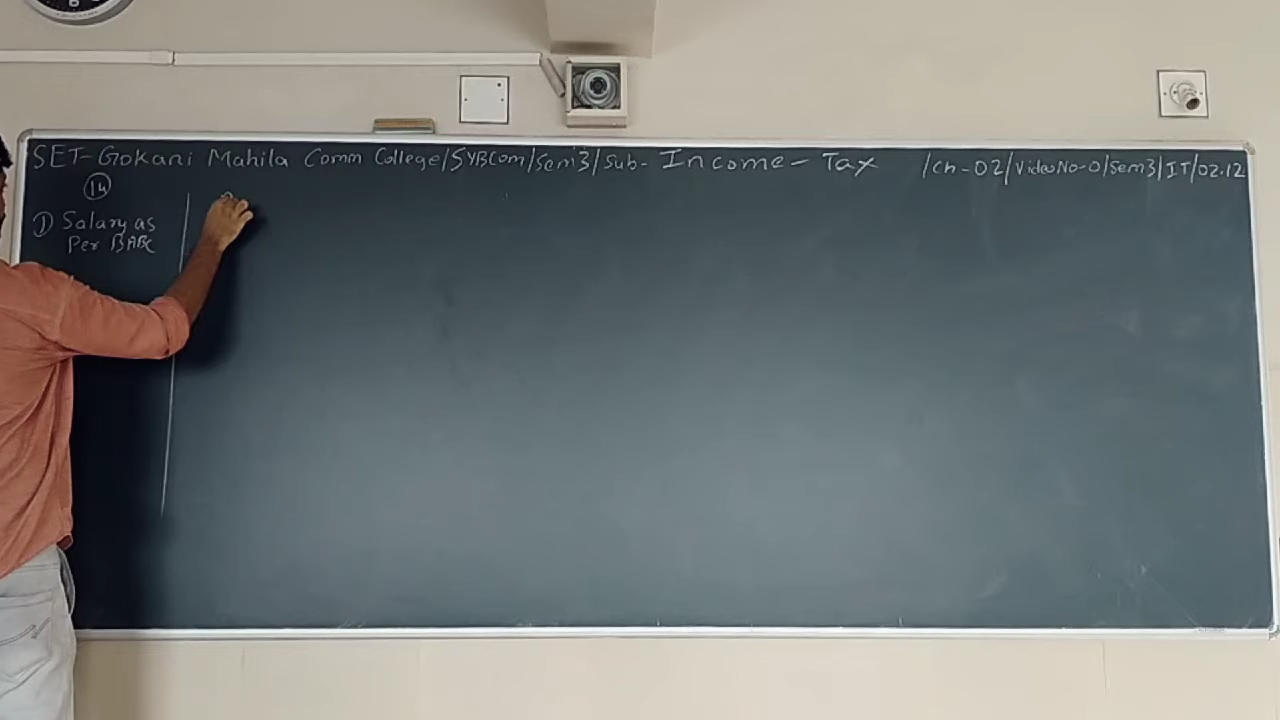 SET-Gokani Mahila Comm College/SYBCom/Sem3/Sub- Income-Tax /Ch-02/VideoNo-0/Sem3/IT/02.12
14
1) Salary as
Per